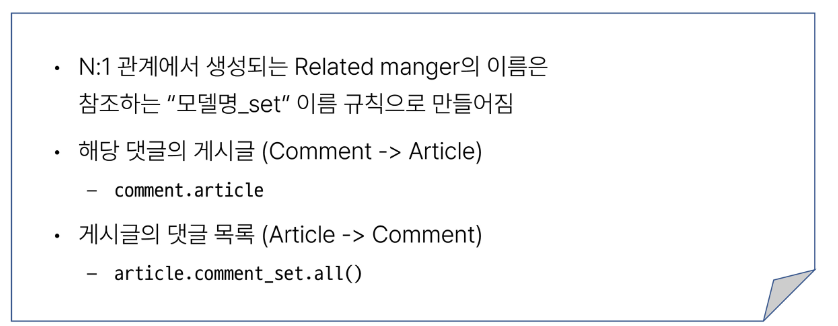 • N:1 관계에서 생성되는 Related manger의 이름은
참조하는 “모델명_set” 이름 규칙으로 만들어짐
• 해당 댓글의 게시글 (Comment -> Article)
– comment.article
• 게시글의 댓글 목록 (Article -> Comment)
– article.comment_set.all()